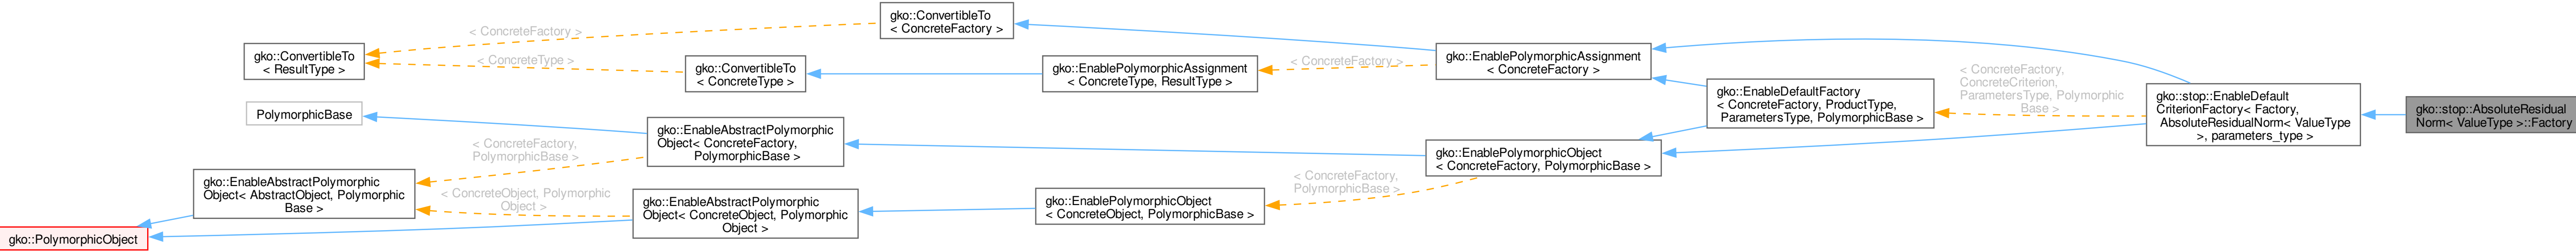 gko::ConvertibleTo
< ResultType >
< ConcreteFactory >
< ConcreteType >
gko::ConvertibleTo
< ConcreteFactory >
gko::ConvertibleTo
< ConcreteType >
gko::EnablePolymorphicAssignment
< ConcreteType, ResultType >
< ConcreteFactory >
gko::EnablePolymorphicAssignment
< ConcreteFactory >
PolymorphicBase
gko::EnableAbstractPolymorphic
Object< ConcreteFactory,
PolymorphicBase >
gko::EnableDefaultFactory
< ConcreteFactory, ProductType,
ParametersType, PolymorphicBase >
< ConcreteFactory,
ConcreteCriterion,
ParametersType, Polymorphic
Base >
gko::stop::EnableDefault
CriterionFactory< Factory,
AbsoluteResidualNorm< ValueType
>, parameters_type >
gko::stop::AbsoluteResidual
Norm< ValueType >::Factory
< ConcreteFactory,
PolymorphicBase >
gko::EnablePolymorphicObject
< ConcreteFactory, PolymorphicBase >
gko::EnableAbstractPolymorphic
Object< AbstractObject, Polymorphic
Base >
< ConcreteObject, Polymorphic
Object >
gko::EnableAbstractPolymorphic
Object< ConcreteObject, Polymorphic
Object >
gko::EnablePolymorphicObject
< ConcreteObject, PolymorphicBase >
< ConcreteFactory,
PolymorphicBase >
gko::PolymorphicObject